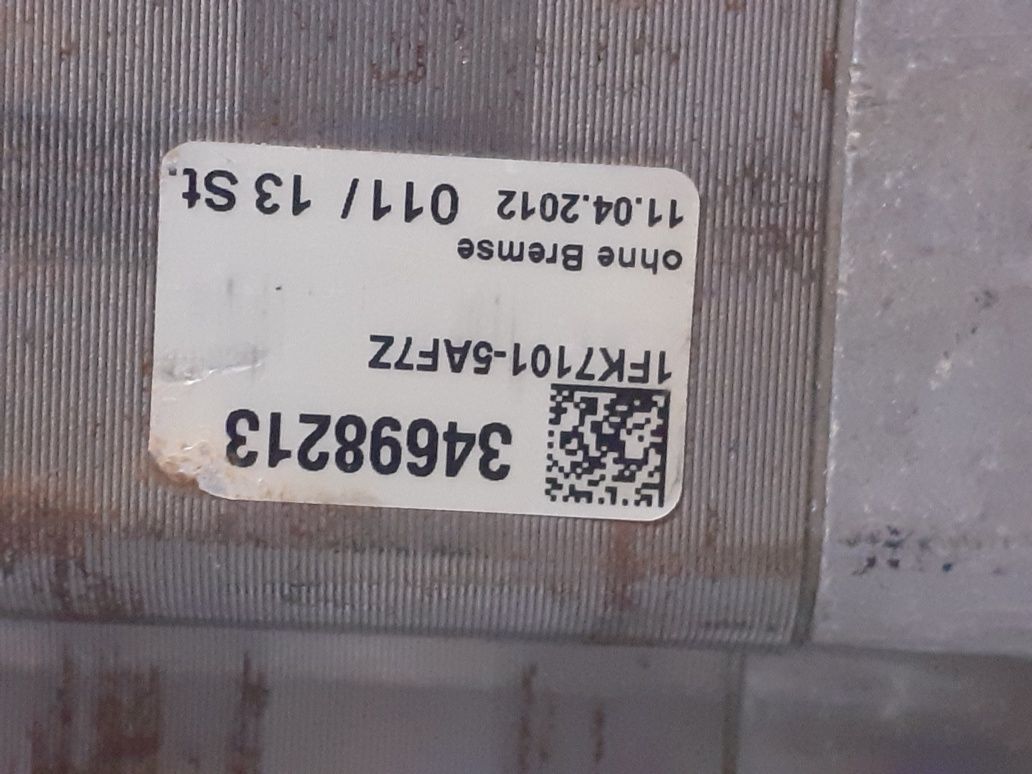 34698213
1FK7101-5AF7Z
ohne Bremse
11.04.2012 011/ 13 St.